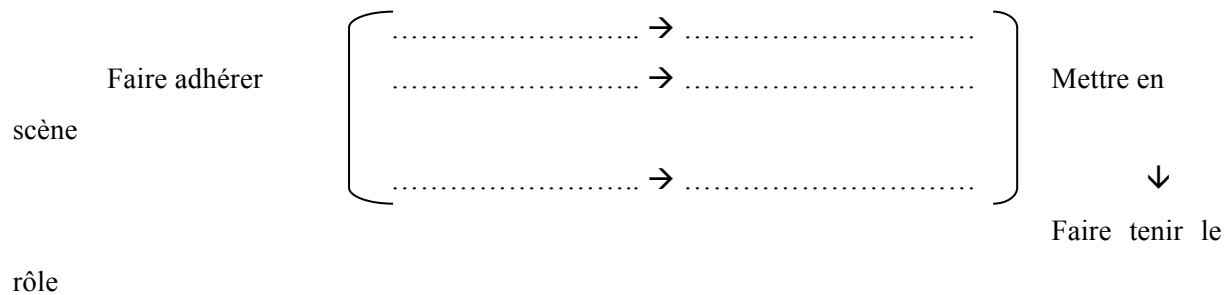 …………………….. → …………………………
Faire adhérer …………………….. → ………………………… Mettre en
scène
…………………….. → ………………………… ↓
Faire tenir le
rôle